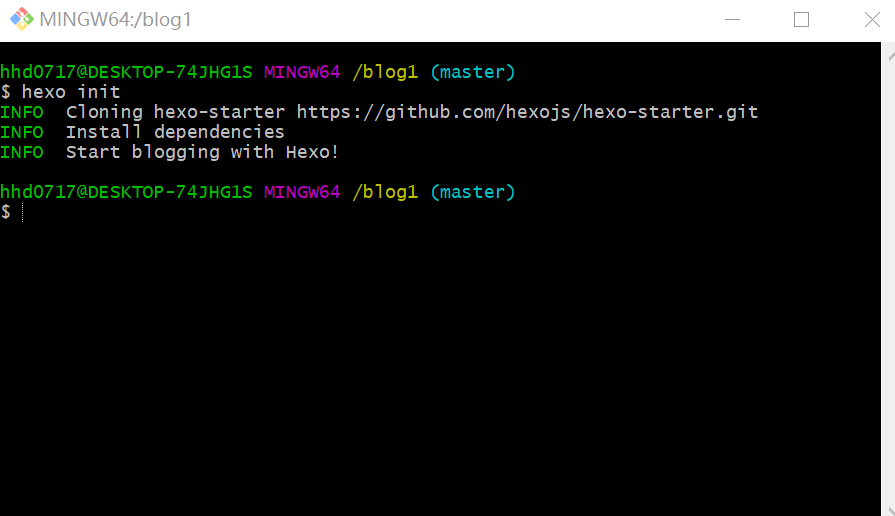 MINGW64:/blog1
hhd0717@DESKTOP-74JHG1S MINGW64 /blog1 (master)
$ hexo init
INFO  Cloning hexo-starter https://github.com/hexojs/hexo-starter.git
INFO  Install dependencies
INFO  Start blogging with Hexo!
hhd0717@DESKTOP-74JHG1S MINGW64 /blog1 (master)
$